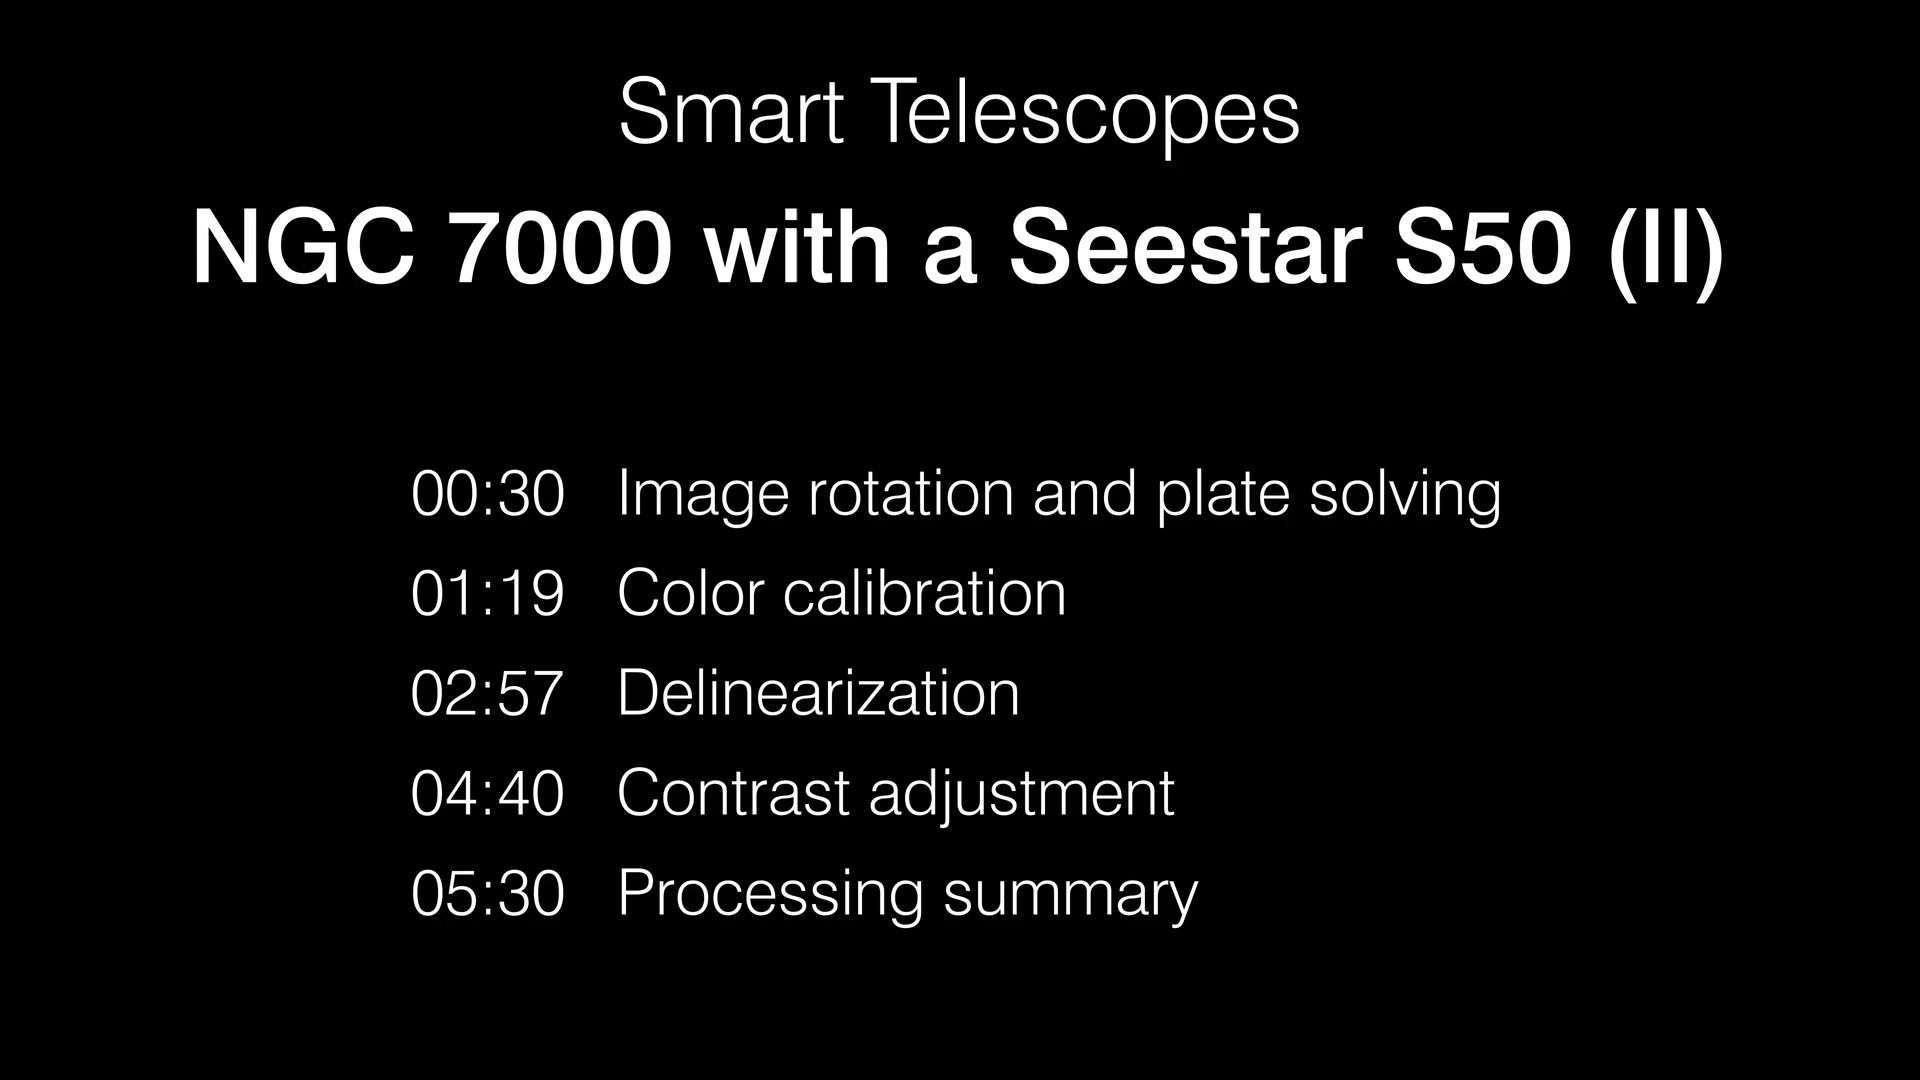 Smart Telescopes
NGC 7000 with a Seestar S50 (II)
00:30 Image rotation and plate solving
01:19 Color calibration
02:57 Delinearization
04:40 Contrast adjustment
05:30 Processing summary